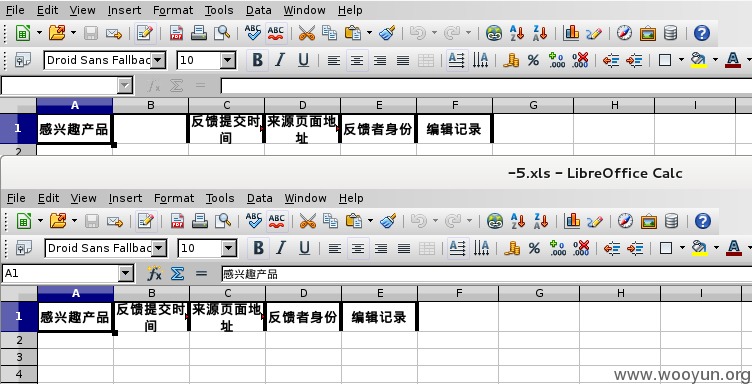 File Edit View Insert Format Tools Data Window Help
Droid Sans Fallbac 10
A B C D E F G H I
1 感兴趣产品 反馈提交时间 来源页面地址 反馈者身份 编辑记录
2
-5.xls - LibreOffice Calc
File Edit View Insert Format Tools Data Window Help
Droid Sans Fallbac 10
A1 感兴趣产品
A B C D E F G H I
1 感兴趣产品 反馈提交时间 来源页面地址 反馈者身份 编辑记录
2
3
4
www.wooyun.org